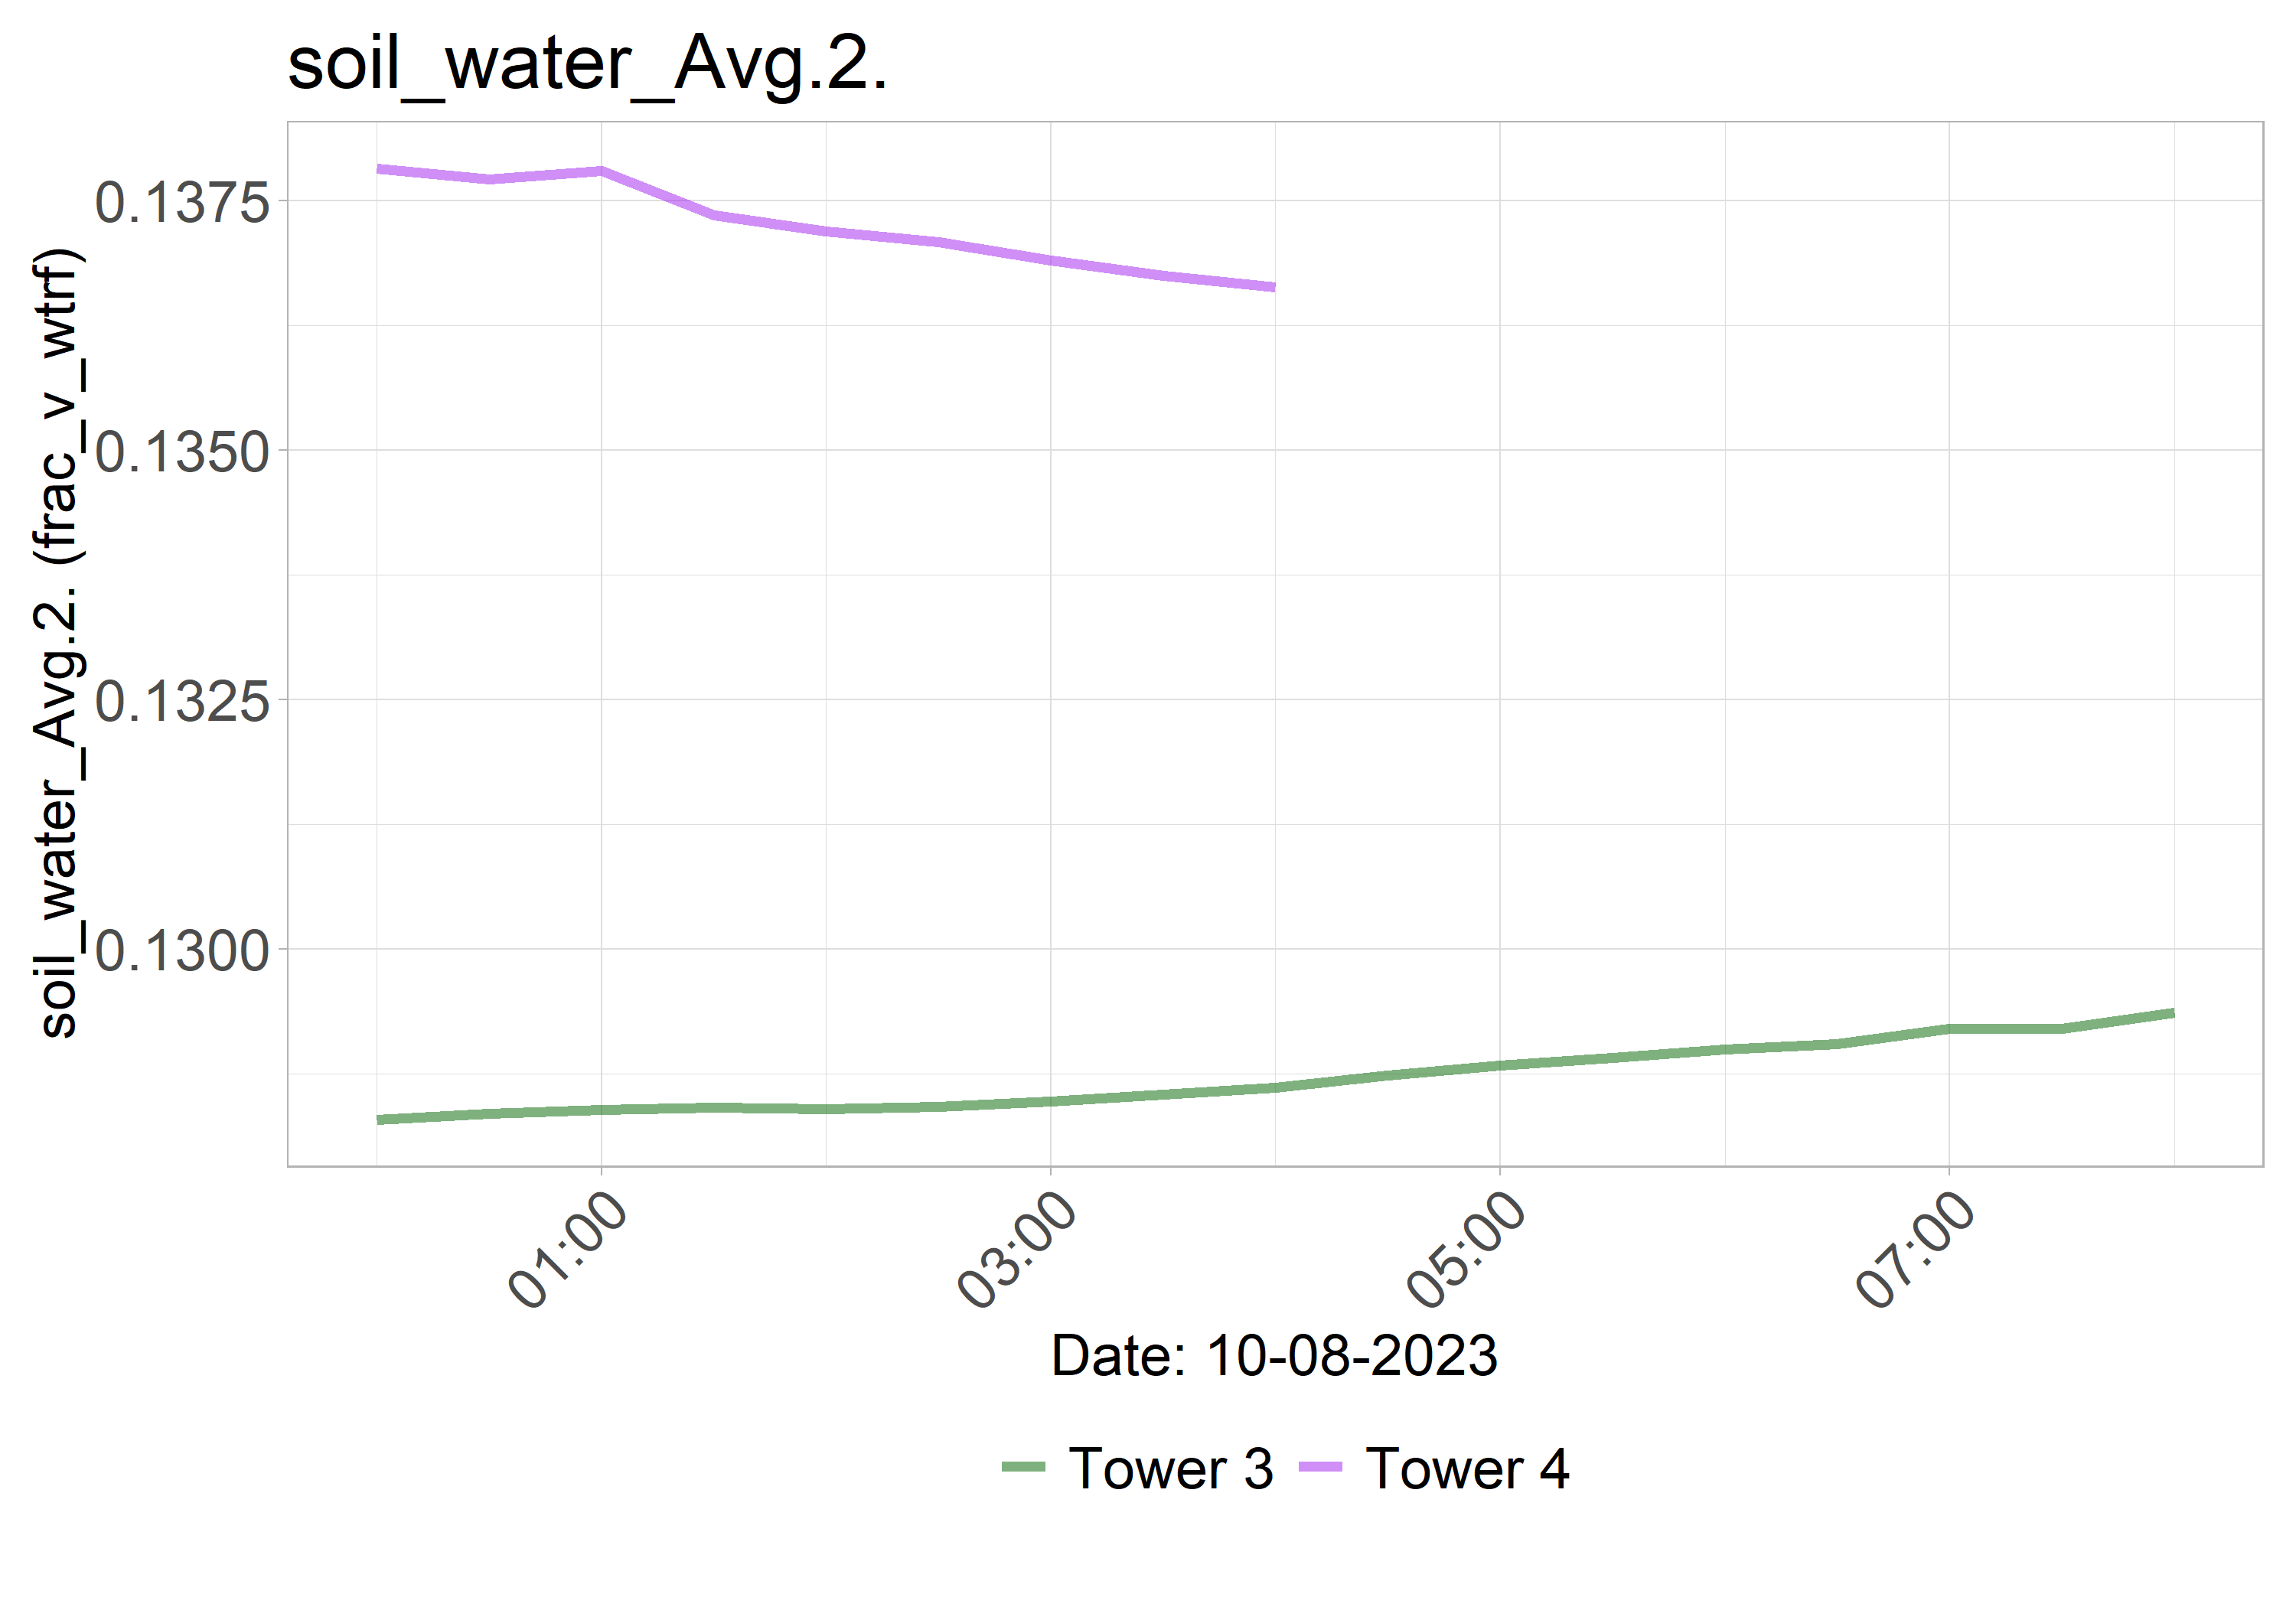 soil_water_Avg.2.
soil_water_Avg.2. (frac_v_wtrf)
0.1375
0.1350
0.1325
0.1300
01:00
03:00
05:00
07:00
Date: 10-08-2023
Tower 3
Tower 4